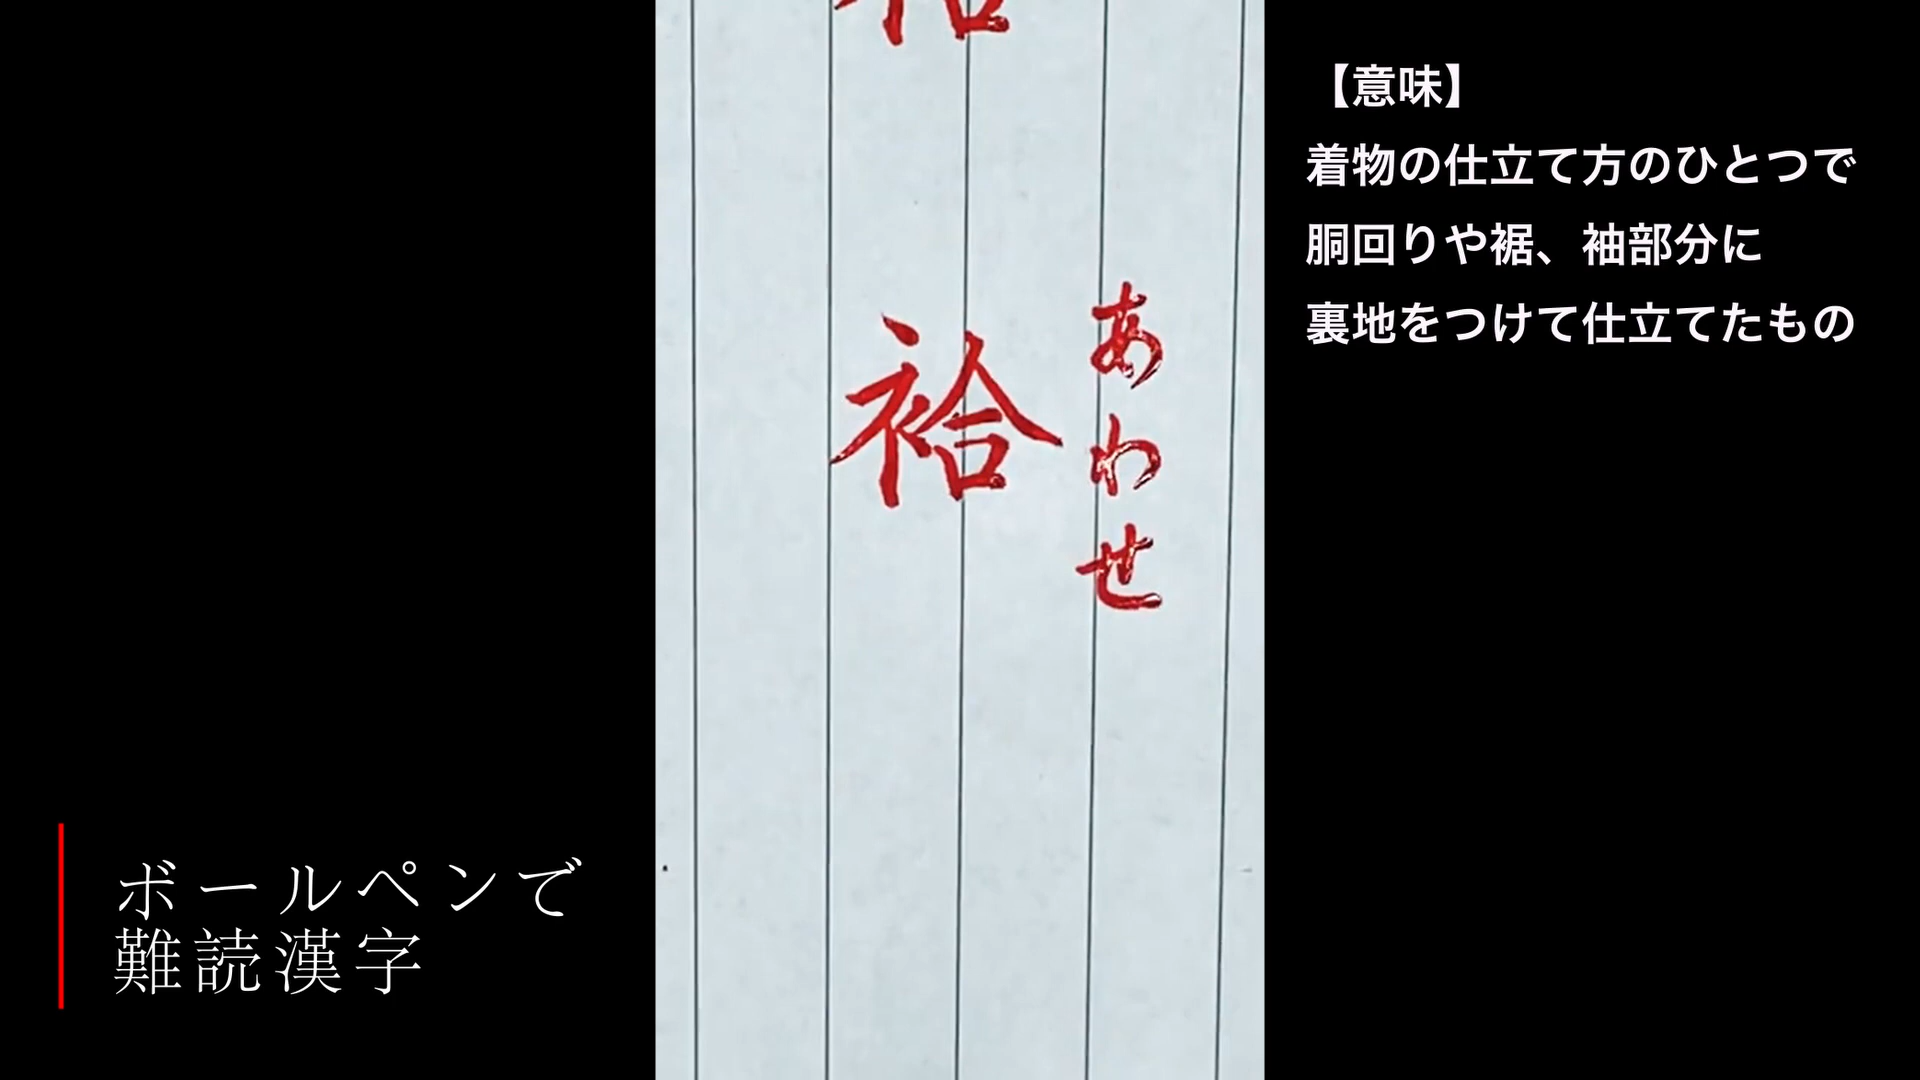 【意味】
着物の仕立て方のひとつで
胴回りや裾、袖部分に
裏地をつけて仕立てたもの
あわせ
袷
ボールペンで
難読漢字